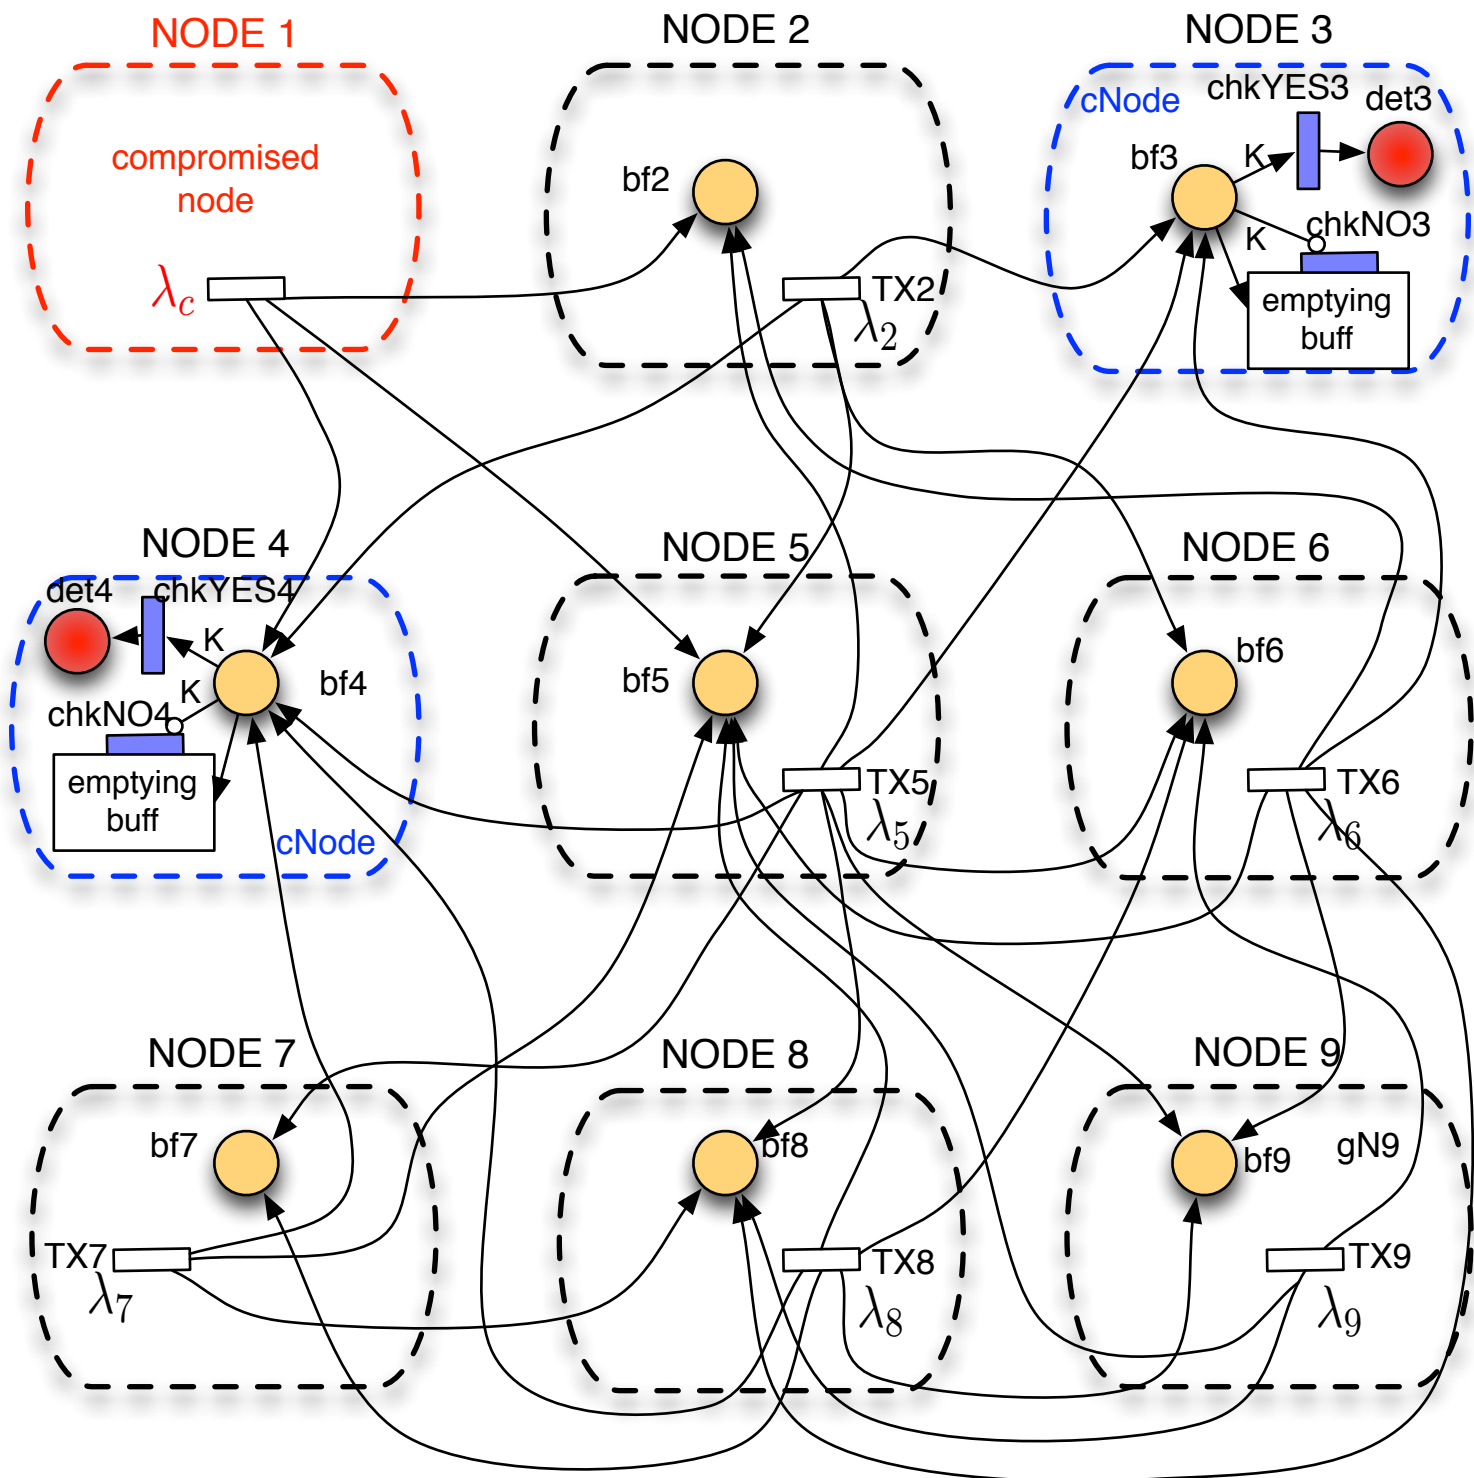 NODE 1
NODE 2
NODE 3
compromised
node
λc
bf2
TX2
λ2
cNode
chkYES3
det3
bf3
K
K
chkNO3
emptying
buff
NODE 4
NODE 5
NODE 6
det4
chkYES4
K
K
bf4
chkNO4
emptying
buff
cNode
bf5
TX5
λ5
bf6
TX6
λ6
NODE 7
NODE 8
NODE 9
bf7
TX7
λ7
bf8
TX8
λ8
bf9
gN9
TX9
λ9